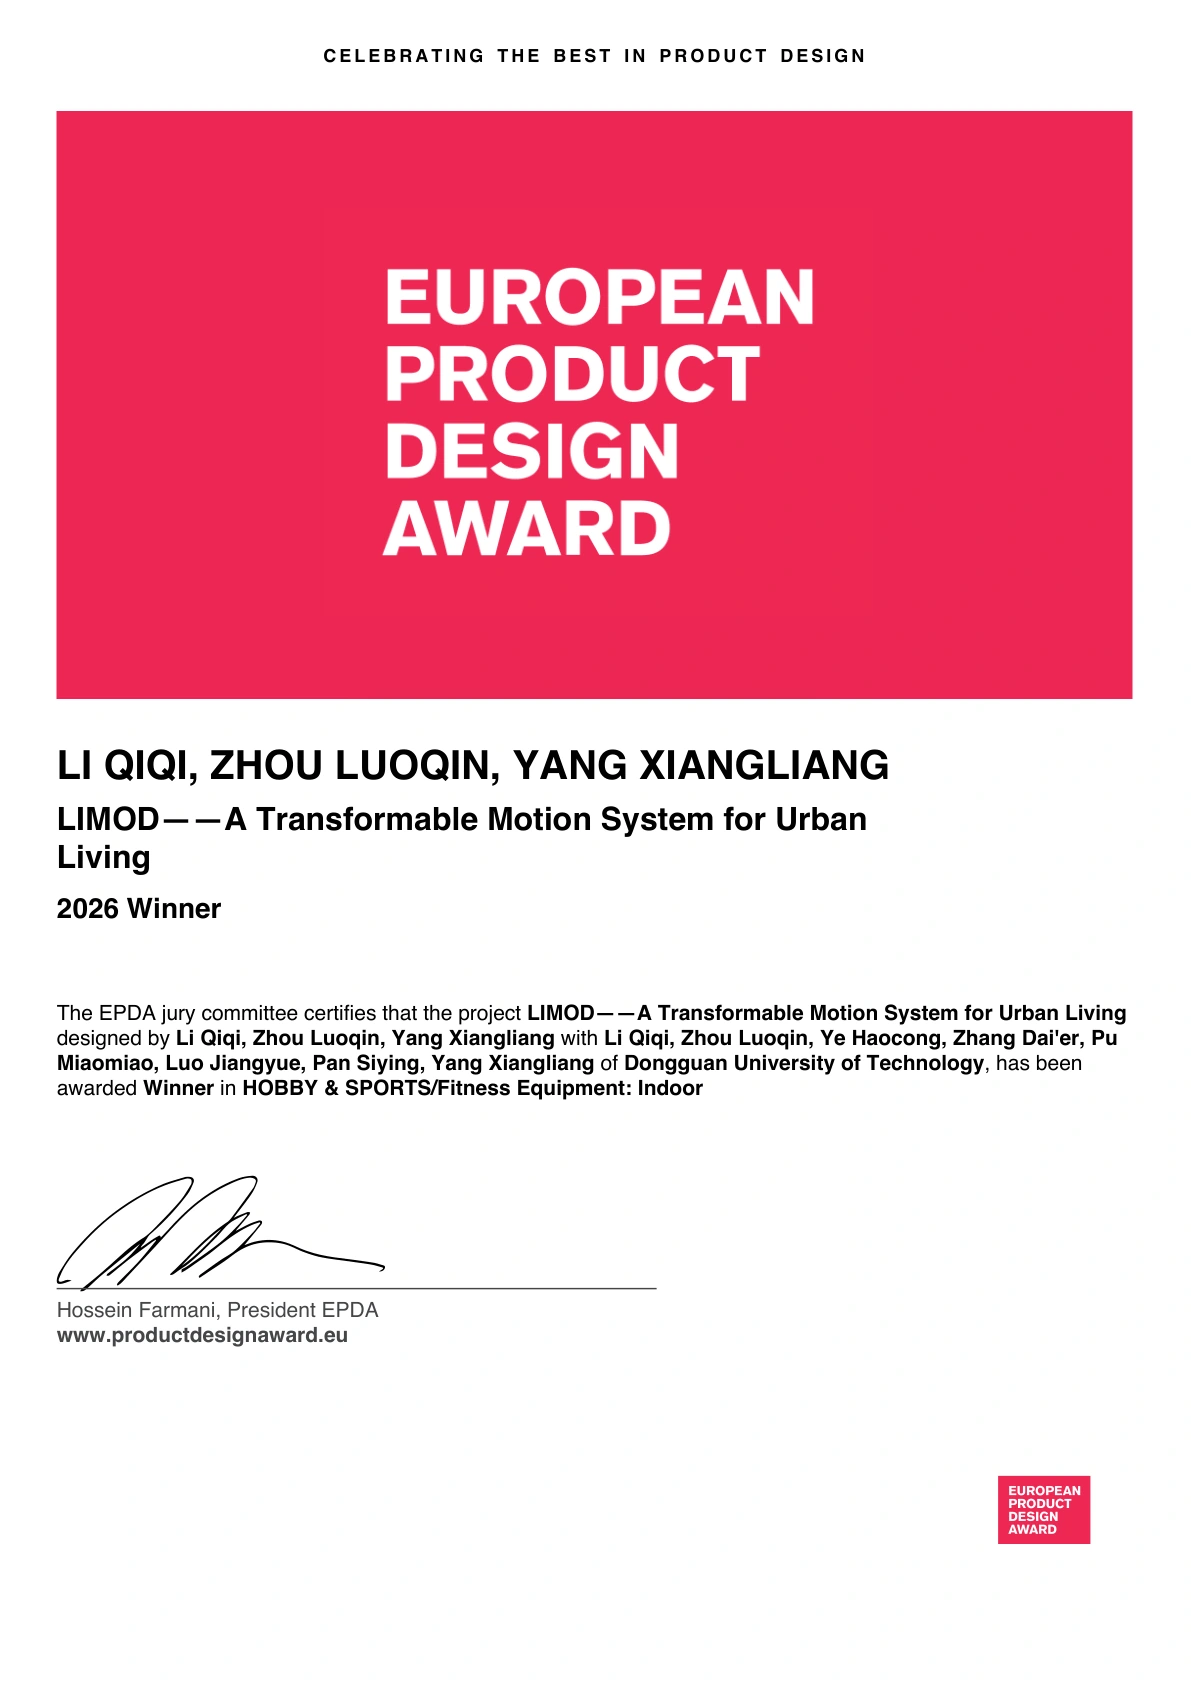 CELEBRATING THE BEST IN PRODUCT DESIGN
EUROPEAN
PRODUCT
DESIGN
AWARD
LI QIQI, ZHOU LUOQIN, YANG XIANGLIANG
LIMOD——A Transformable Motion System for Urban
Living
2026 Winner
The EPDA jury committee certifies that the project LIMOD——A Transformable Motion System for Urban Living
designed by Li Qiqi, Zhou Luoqin, Yang Xiangliang with Li Qiqi, Zhou Luoqin, Ye Haocong, Zhang Dai'er, Pu
Miaomiao, Luo Jiangyue, Pan Siying, Yang Xiangliang of Dongguan University of Technology, has been
awarded Winner in HOBBY & SPORTS/Fitness Equipment: Indoor
Hossein Farmani, President EPDA
www.productdesignaward.eu
EUROPEAN
PRODUCT
DESIGN
AWARD